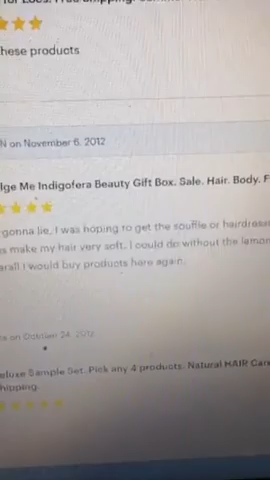 for Locs. Free Shipping.
hese products
N on November 6, 2012
lge Me Indigofera Beauty Gift Box. Sale. Hair. Body. F
gonna lie, I was hoping to get the souffle or hairdress
s make my hair very soft. I could do without the lemon
rall I would buy products here again.
on October 24, 2012
eluxe Sample Set. Pick any 4 products. Natural HAIR Care
hipping.